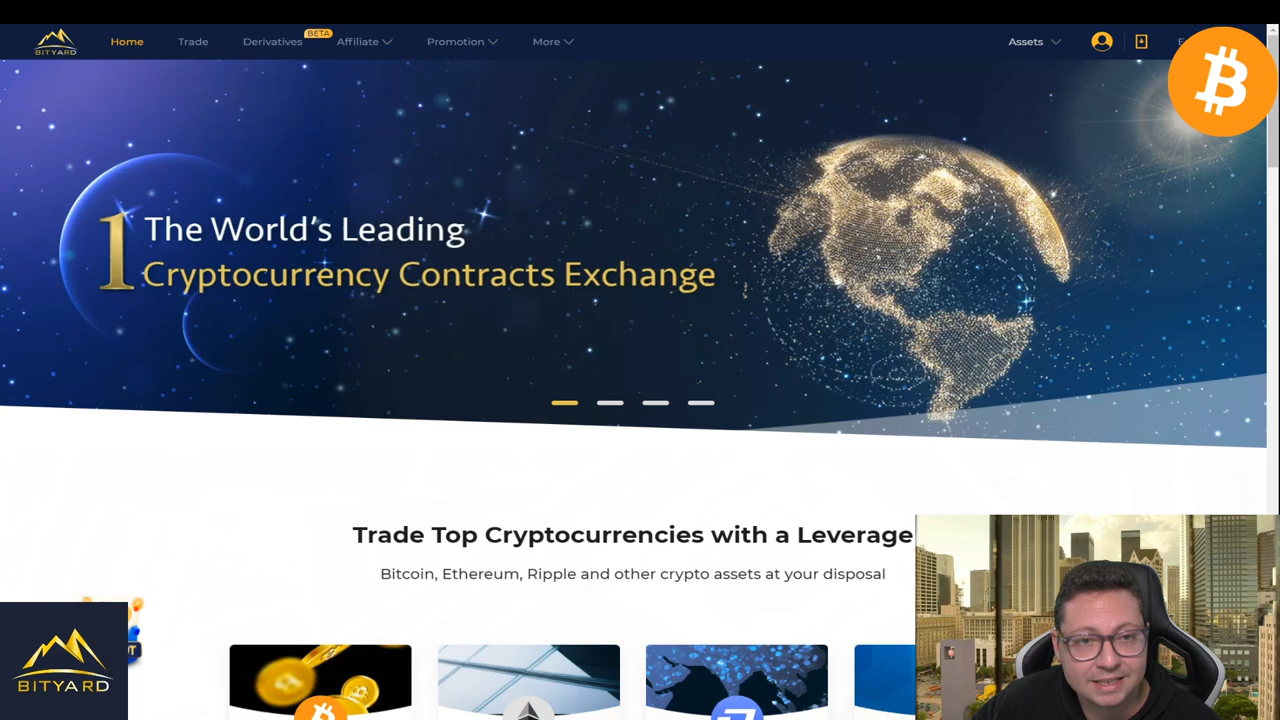 BITYARD
Home
Trade
Derivatives
BETA
Affiliate
Promotion
More
Assets
1
The World's Leading
Cryptocurrency Contracts Exchange
Trade Top Cryptocurrencies with a Leverage
Bitcoin, Ethereum, Ripple and other crypto assets at your disposal
BITYARD